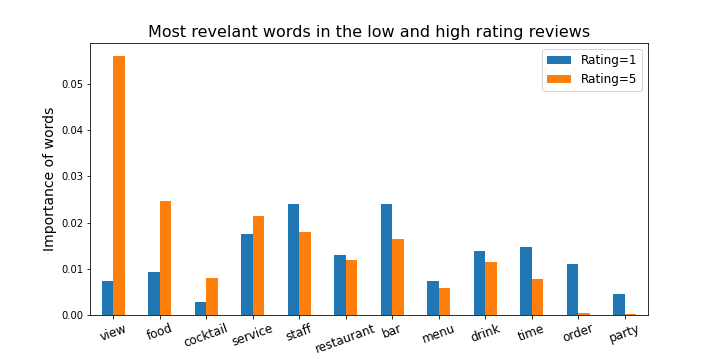 Most revelant words in the low and high rating reviews
Rating=1
Rating=5
Importance of words
0.05
0.04
0.03
0.02
0.01
0.00
view food cocktail service staff restaurant bar menu drink time order party